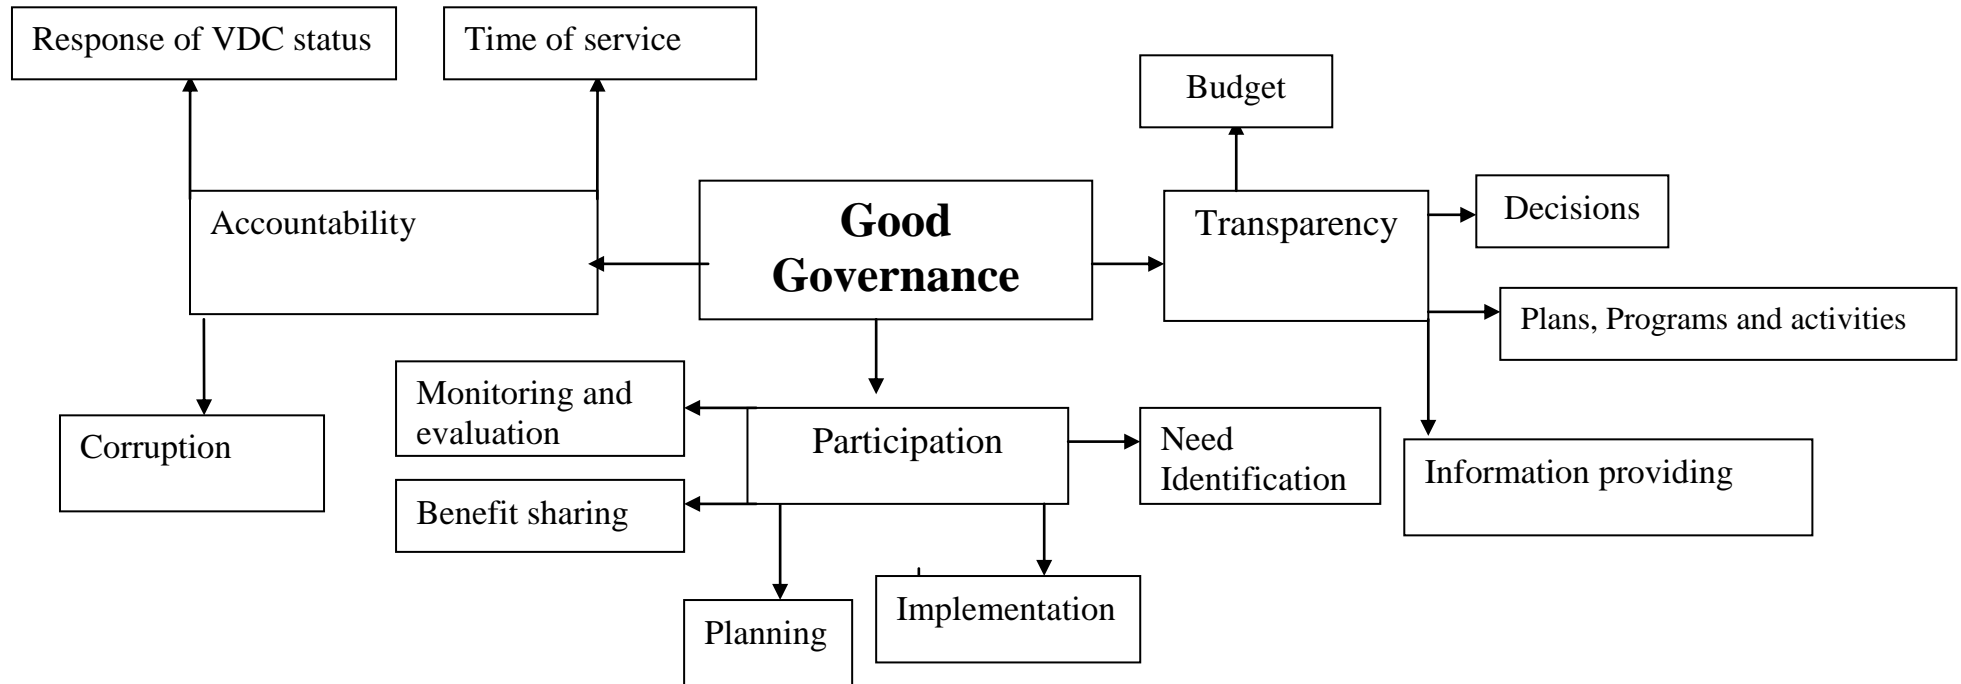 Response of VDC status
Time of service
Budget
Accountability
Good
Governance
Transparency
Decisions
Plans, Programs and activities
Monitoring and
evaluation
Participation
Need
Identification
Corruption
Information providing
Benefit sharing
Implementation
Planning